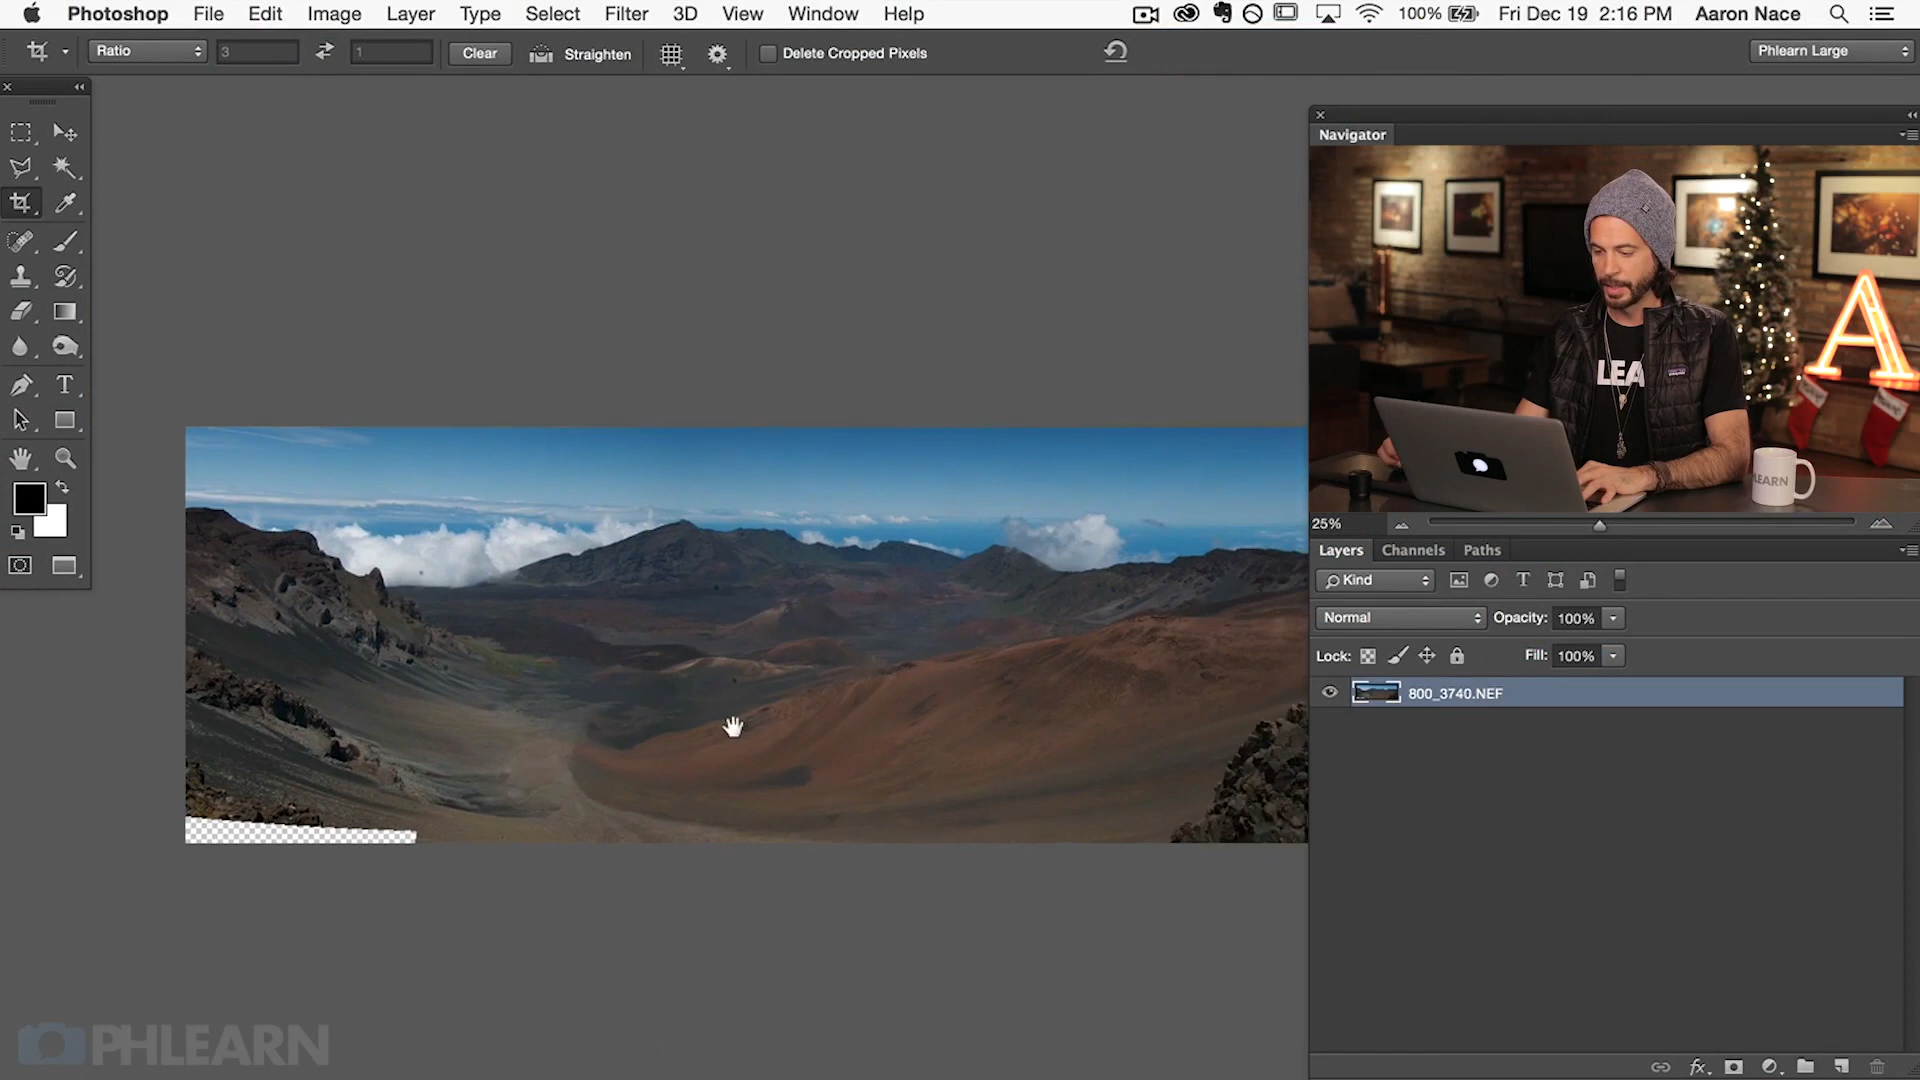 Photoshop File Edit Image Layer Type Select Filter 3D View Window Help 100% Fri Dec 19 2:16 PM Aaron Nace
Ratio 3 1 Clear Straighten Delete Cropped Pixels Phlearn Large
Navigator
LEA
LEARN
A
25%
Layers Channels Paths
Kind
Normal Opacity: 100%
Lock: Fill: 100%
800_3740.NEF
fx
PHLEARN